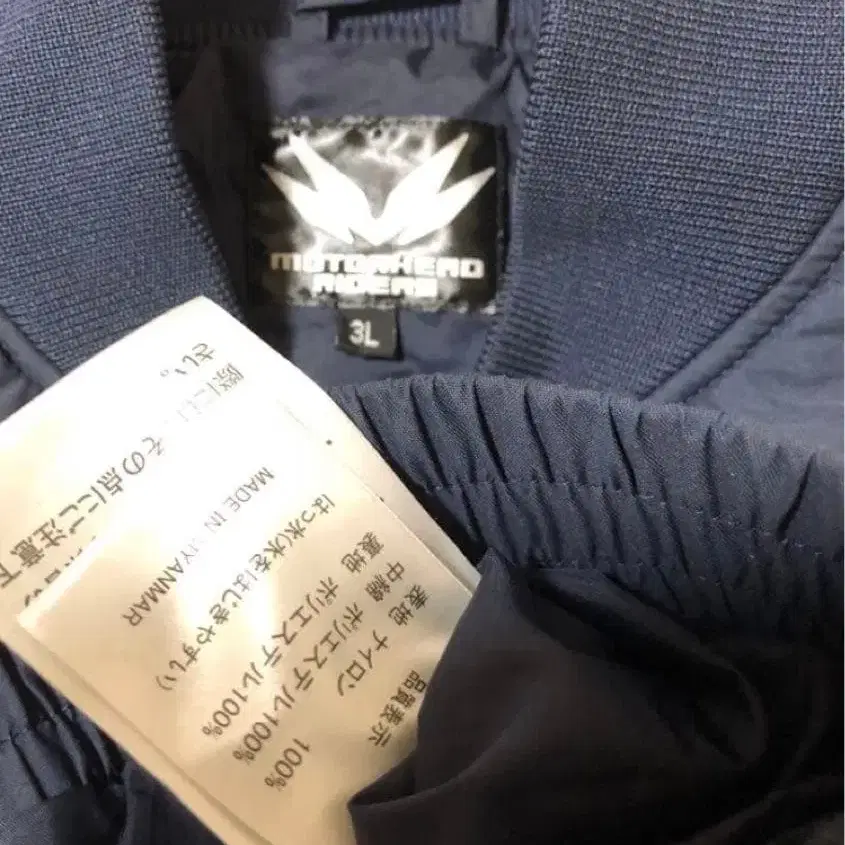 MOTORHEAD
RIDERS
3L
品質表示
表地 ナイロン 100%
中綿 ポリエステル100%
裏地 ポリエステル100%
はっ水(水をはじきやすい)
MADE IN MYANMAR
その点にご注意下
さい。